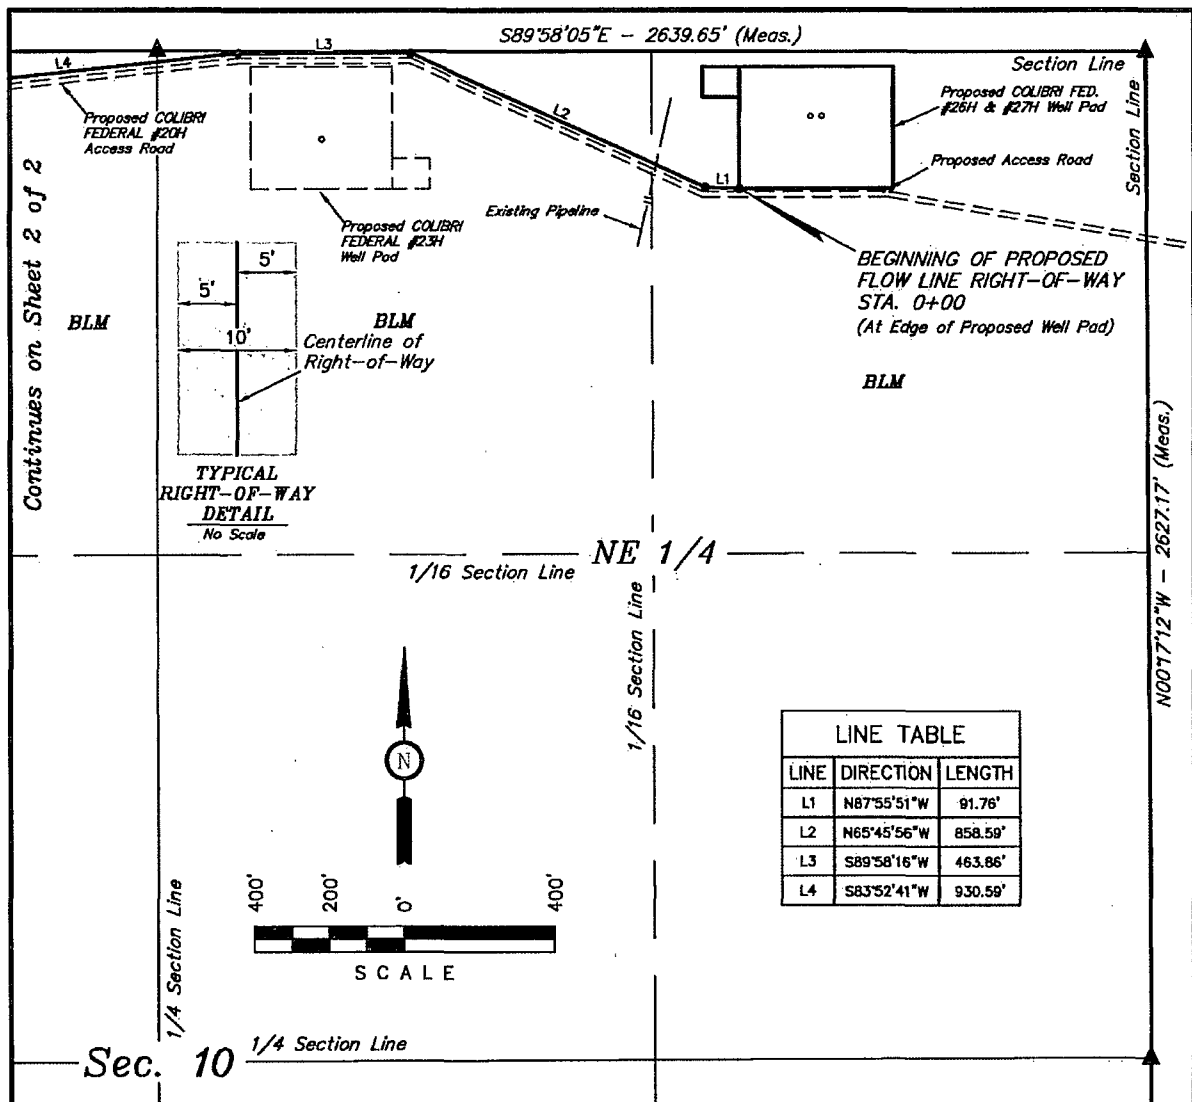 S89°58'05"E - 2639.65' (Meas.)
L3
L4
Section Line
Proposed COLIBRI
FEDERAL #20H
Access Road
L2
Proposed COLIBRI FED.
#26H & #27H Well Pad
Section Line
Proposed Access Road
L1
Continues on Sheet 2 of 2
Proposed COLIBRI
FEDERAL #23H
Well Pad
Existing Pipeline
BEGINNING OF PROPOSED
FLOW LINE RIGHT-OF-WAY
STA. 0+00
(At Edge of Proposed Well Pad)
5'
5'
10'
BLM
BLM
BLM
Centerline of
Right-of-Way
TYPICAL
RIGHT-OF-WAY
DETAIL
No Scale
N00°17'12"W - 2627.17' (Meas.)
NE 1/4
1/16 Section Line
1/16 Section Line
N
LINE TABLE
LINE DIRECTION LENGTH
L1 N87°55'51"W 91.76'
L2 N65°45'56"W 858.59'
L3 S89°58'16"W 463.86'
L4 S83°52'41"W 930.59'
400' 200' 0' 400'
SCALE
1/4 Section Line
1/4 Section Line
Sec. 10